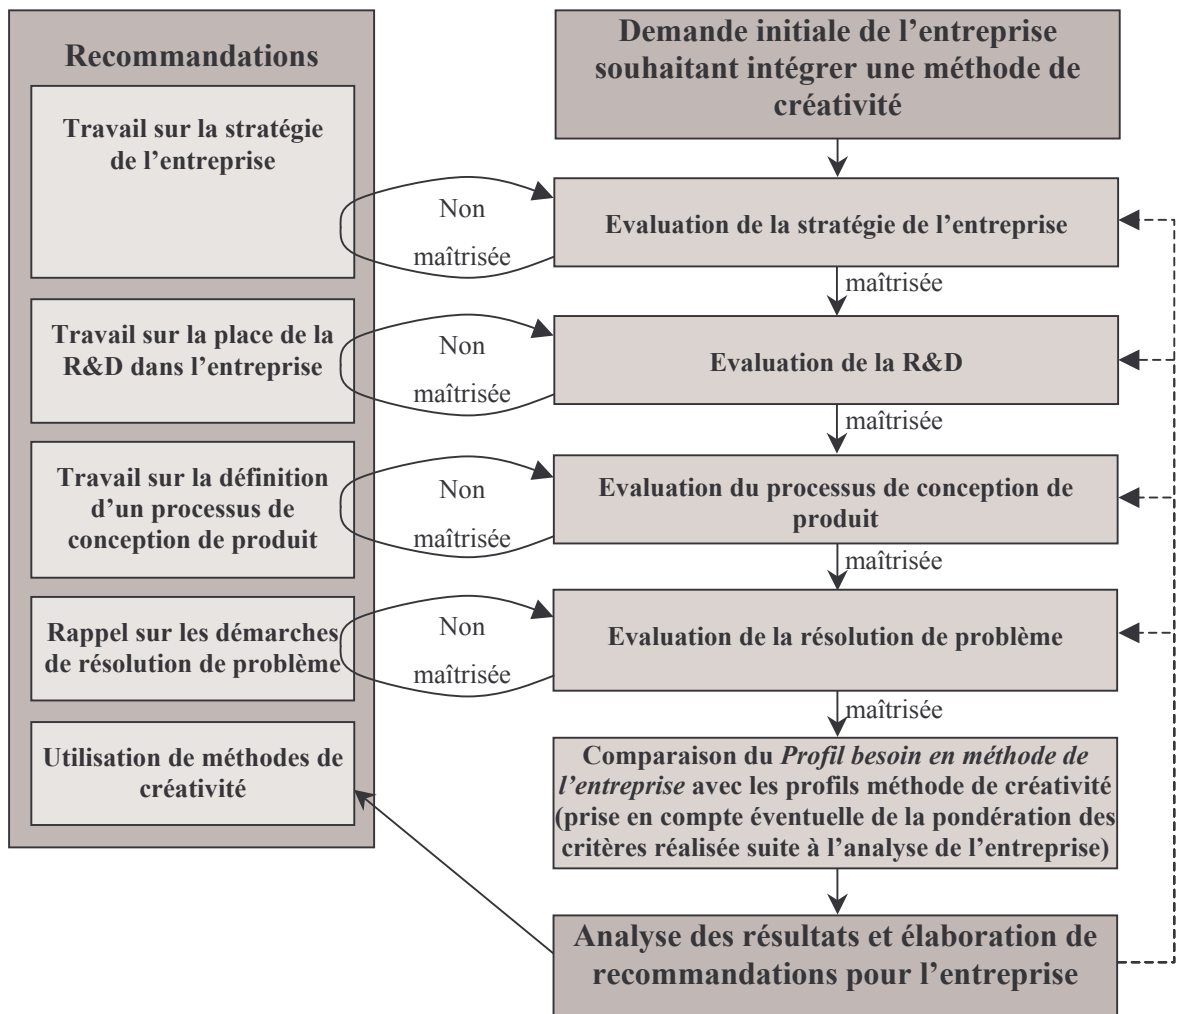 Recommandations
Travail sur la stratégie
de l’entreprise
Travail sur la place de la
R&D dans l’entreprise
Travail sur la définition
d’un processus de
conception de produit
Rappel sur les démarches
de résolution de problème
Utilisation de méthodes de
créativité
Non
maîtrisée
Non
maîtrisée
Non
maîtrisée
Non
maîtrisée
Demande initiale de l’entreprise
souhaitant intégrer une méthode de
créativité
Evaluation de la stratégie de l’entreprise
maîtrisée
Evaluation de la R&D
maîtrisée
Evaluation du processus de conception de
produit
maîtrisée
Evaluation de la résolution de problème
maîtrisée
Comparaison du Profil besoin en méthode de
l’entreprise avec les profils méthode de créativité
(prise en compte éventuelle de la pondération des
critères réalisée suite à l’analyse de l’entreprise)
Analyse des résultats et élaboration de
recommandations pour l’entreprise